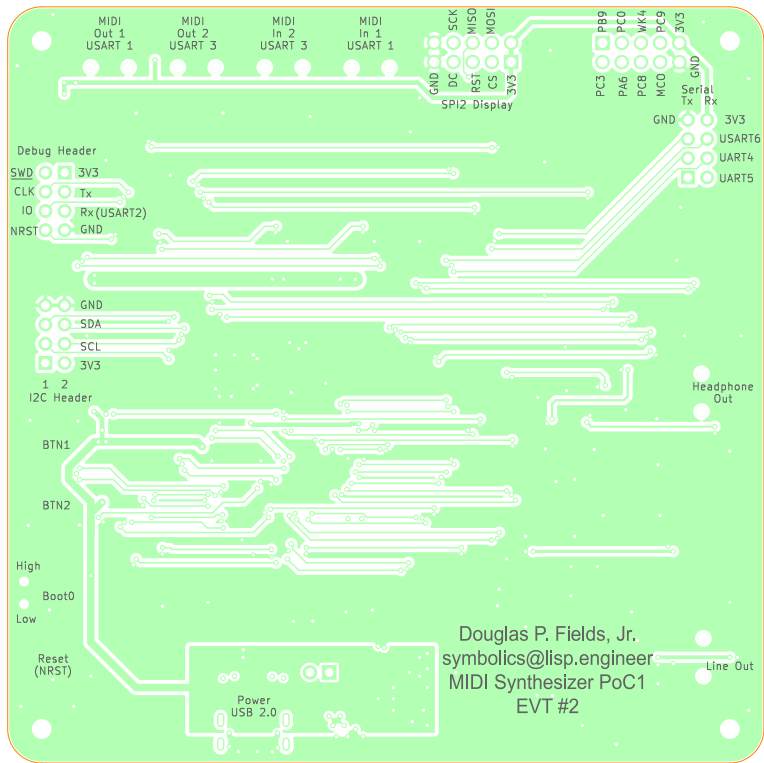 MIDI
Out 1
USART 1
MIDI
Out 2
USART 3
MIDI
In 2
USART 3
MIDI
In 1
USART 1
SCK
MISO
MOSI
GND
DC
RST
CS
3V3
SPI2 Display
PB9
PC0
WK4
PC9
3V3
PC3
PA6
PC8
MCO
GND
Serial
Tx Rx
GND 3V3
USART6
UART4
UART5
Debug Header
SWD 3V3
CLK Tx
IO Rx(USART2)
NRST GND
GND
SDA
SCL
3V3
1 2
I2C Header
Headphone
Out
BTN1
BTN2
High
Boot0
Low
Reset
(NRST)
Power
USB 2.0
Douglas P. Fields, Jr.
symbolics@lisp.engineer
MIDI Synthesizer PoC1
EVT #2
Line Out